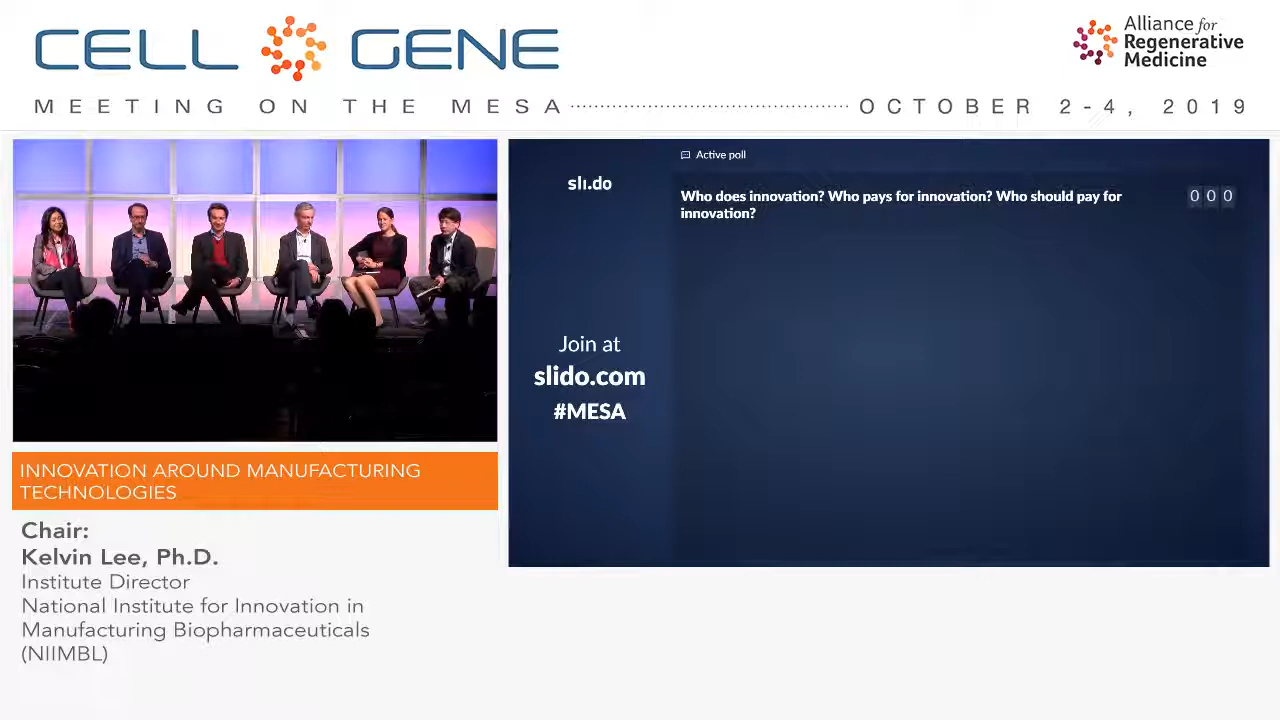 CELL GENE
Alliance for
Regenerative
Medicine
MEETING ON THE MESA
OCTOBER 2-4, 2019
sli.do
Active poll
Who does innovation? Who pays for innovation? Who should pay for
innovation?
0 0 0
Join at
slido.com
#MESA
INNOVATION AROUND MANUFACTURING
TECHNOLOGIES
Chair:
Kelvin Lee, Ph.D.
Institute Director
National Institute for Innovation in
Manufacturing Biopharmaceuticals
(NIIMBL)